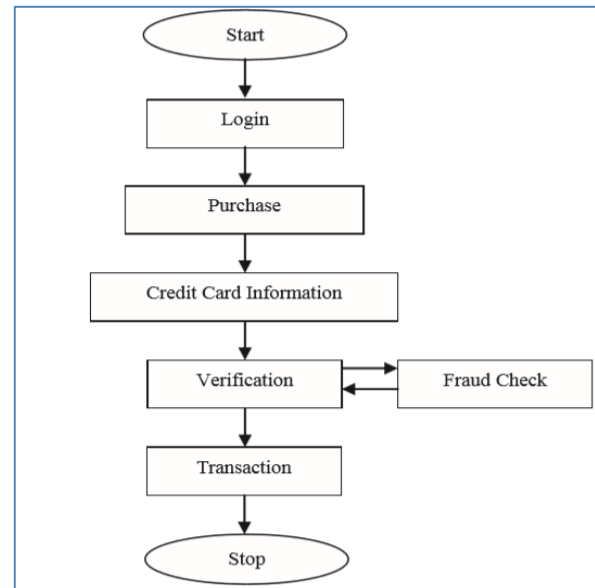 Start
Login
Purchase
Credit Card Information
Verification
Fraud Check
Transaction
Stop